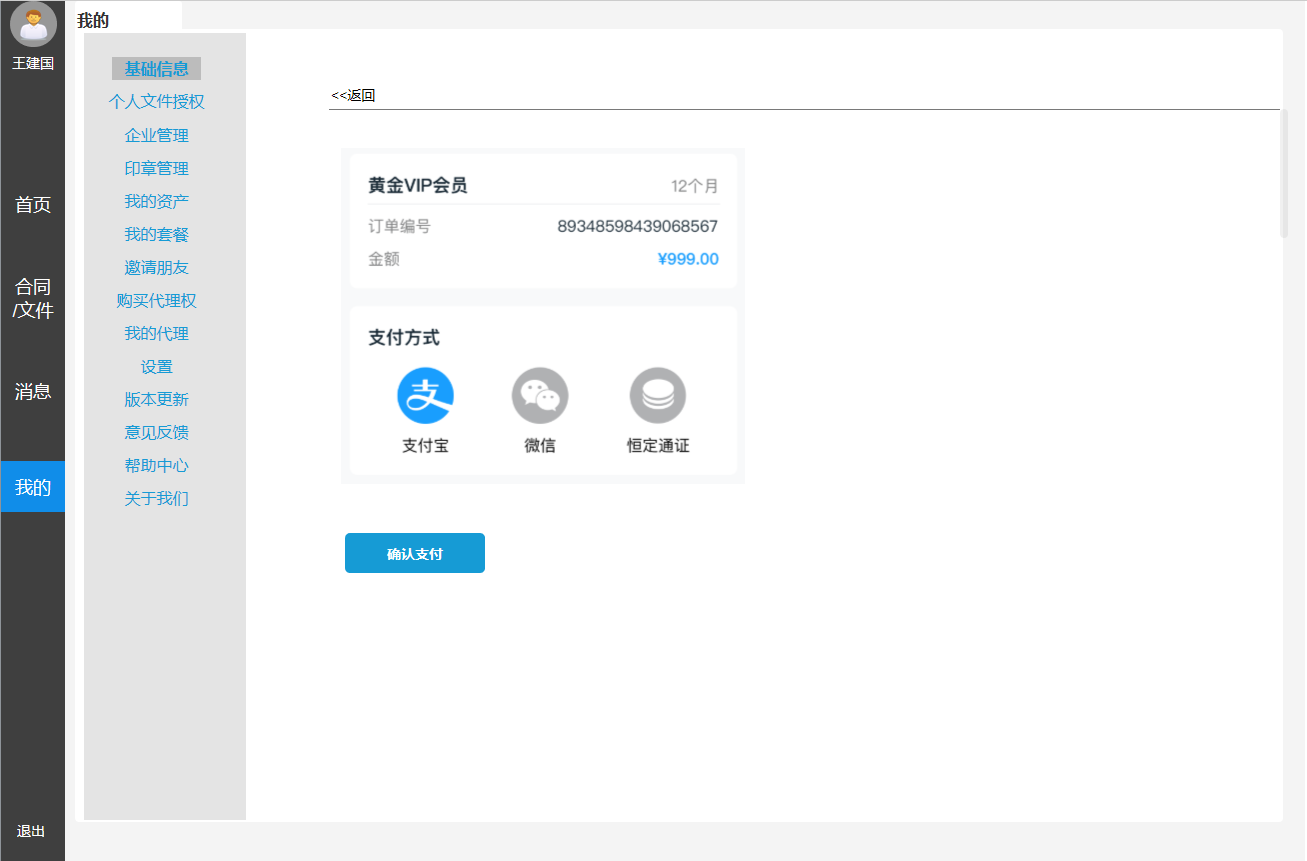 王建国
首页
合同
/文件
消息
我的
退出
我的
基础信息
个人文件授权
企业管理
印章管理
我的资产
我的套餐
邀请朋友
购买代理权
我的代理
设置
版本更新
意见反馈
帮助中心
关于我们
<<返回
黄金VIP会员 12个月
订单编号 89348598439068567
金额 ¥999.00
支付方式
支付宝 微信 恒定通证
确认支付